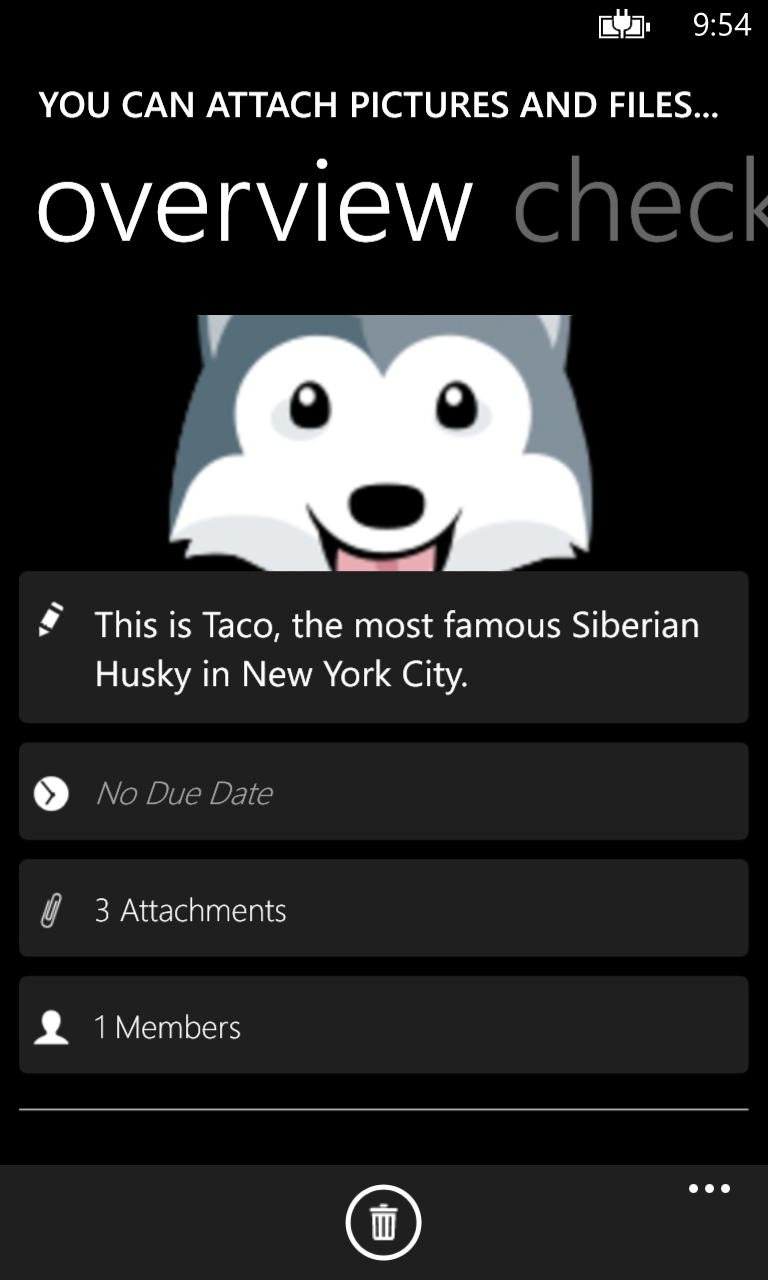 9:54
YOU CAN ATTACH PICTURES AND FILES...
overview check
This is Taco, the most famous Siberian
Husky in New York City.
No Due Date
3 Attachments
1 Members